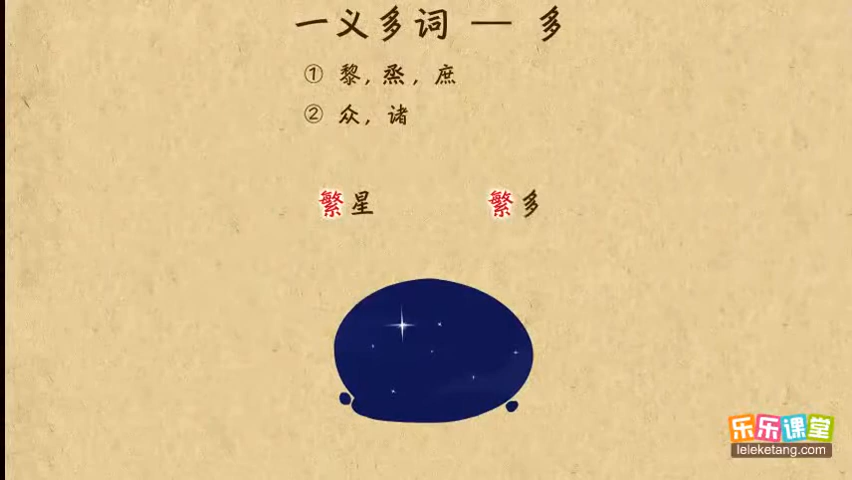 一义多词 — 多
① 黎，烝，庶
② 众，诸
繁星 繁多
乐乐课堂
leleketang.com